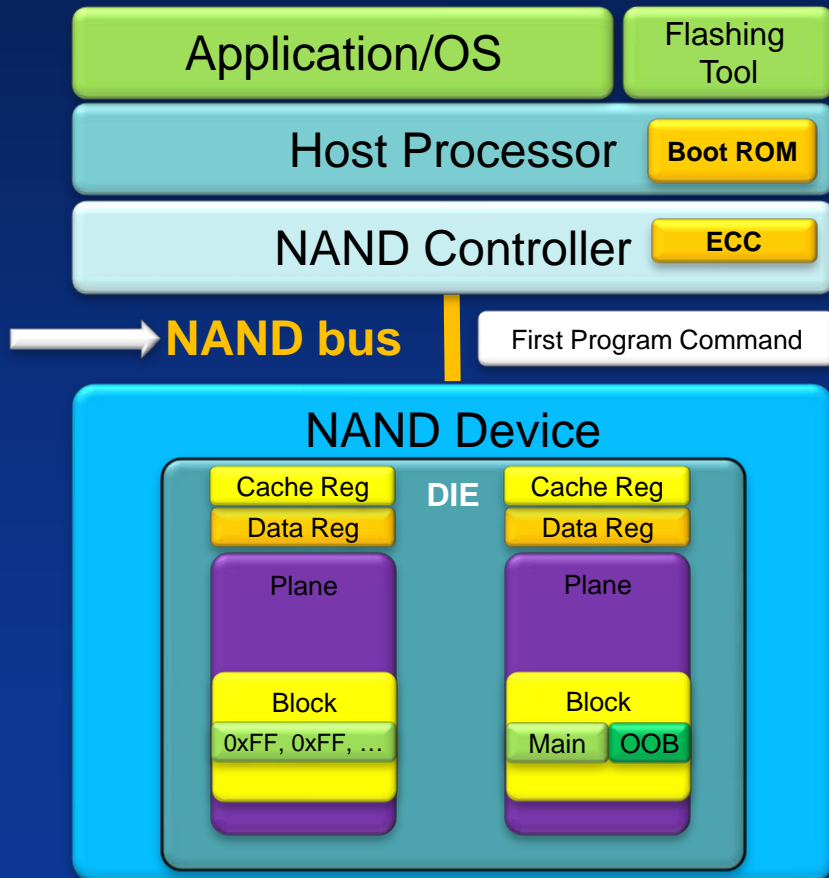 Application/OS
Flashing
Tool
Host Processor
Boot ROM
NAND Controller
ECC
NAND bus
First Program Command
NAND Device
Cache Reg
DIE
Cache Reg
Data Reg
Data Reg
Plane
Plane
Block
Block
0xFF, 0xFF, …
Main
OOB